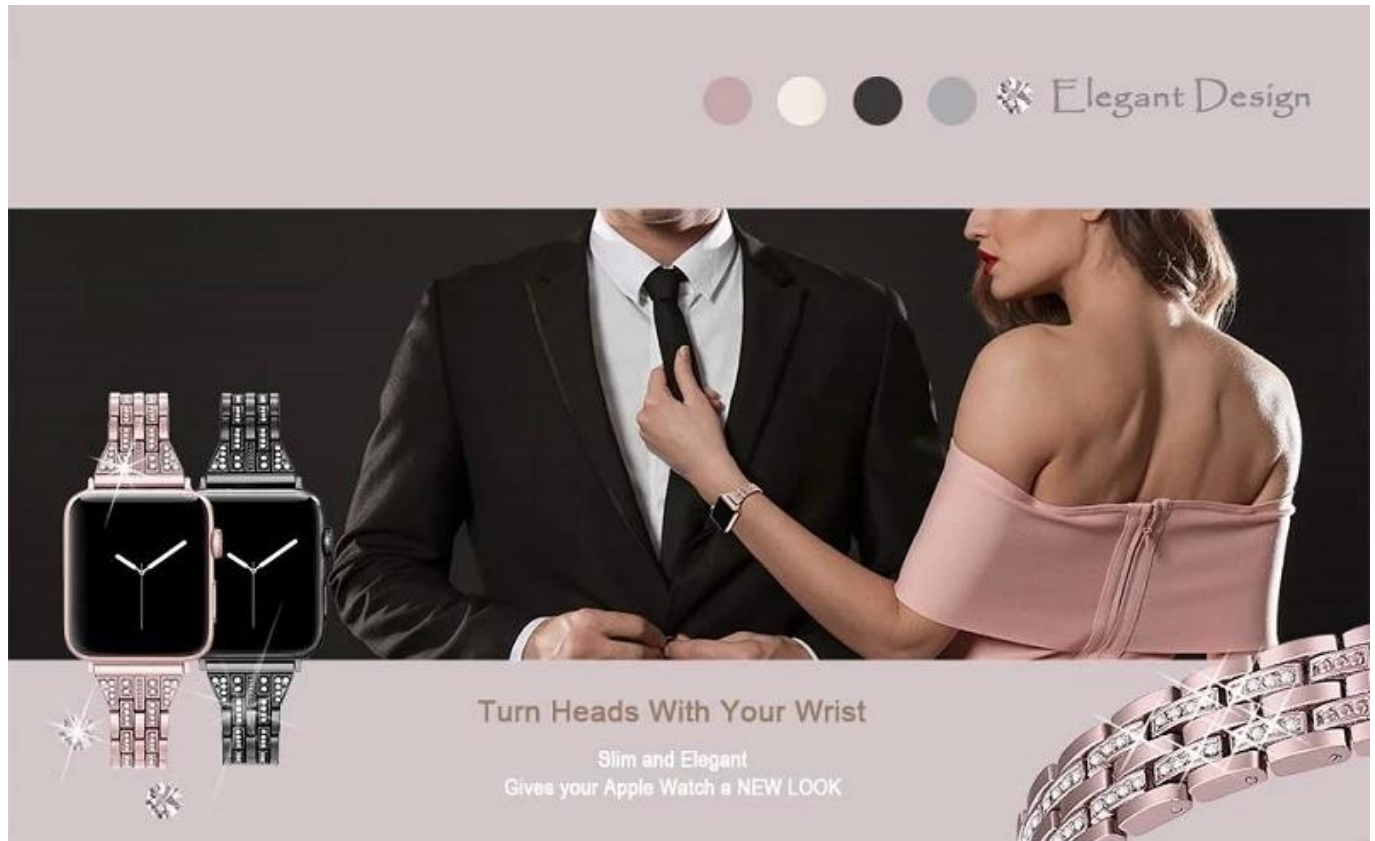 Elegant Design
Turn Heads With Your Wrist
Slim and Elegant
Gives your Apple Watch a NEW LOOK